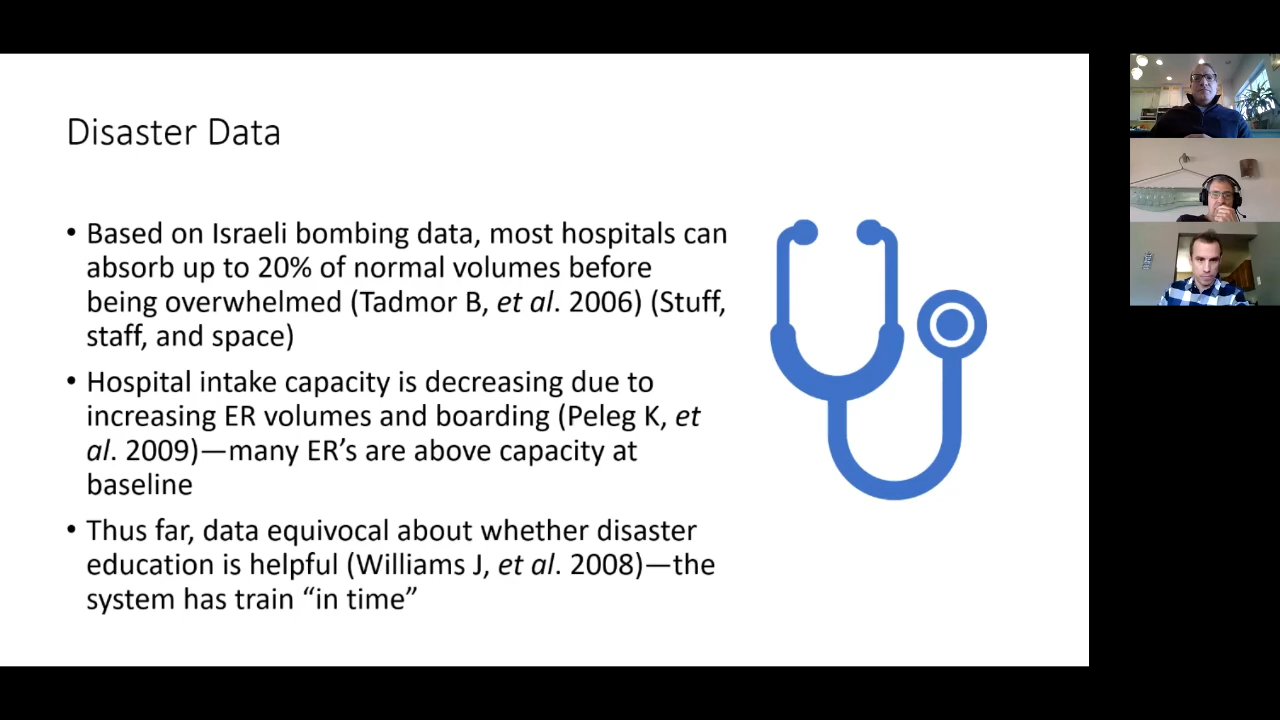 Disaster Data
• Based on Israeli bombing data, most hospitals can
absorb up to 20% of normal volumes before
being overwhelmed (Tadmor B, et al. 2006) (Stuff,
staff, and space)
• Hospital intake capacity is decreasing due to
increasing ER volumes and boarding (Peleg K, et
al. 2009)—many ER’s are above capacity at
baseline
• Thus far, data equivocal about whether disaster
education is helpful (Williams J, et al. 2008)—the
system has train “in time”